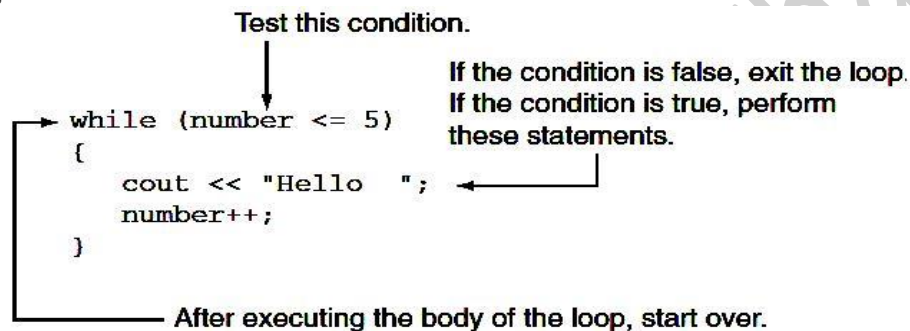 Test this condition.
If the condition is false, exit the loop.
If the condition is true, perform
these statements.
while (number <= 5)
{
cout << "Hello  ";
number++;
}
After executing the body of the loop, start over.